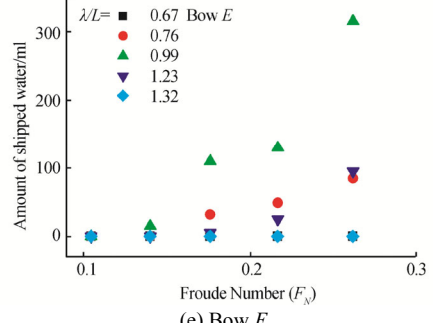 λ/L= 0.67 Bow E
0.76
0.99
1.23
1.32
300
200
100
0
Amount of shipped water/ml
0.1 0.2 0.3
Froude Number (F_N)
(e) Bow E